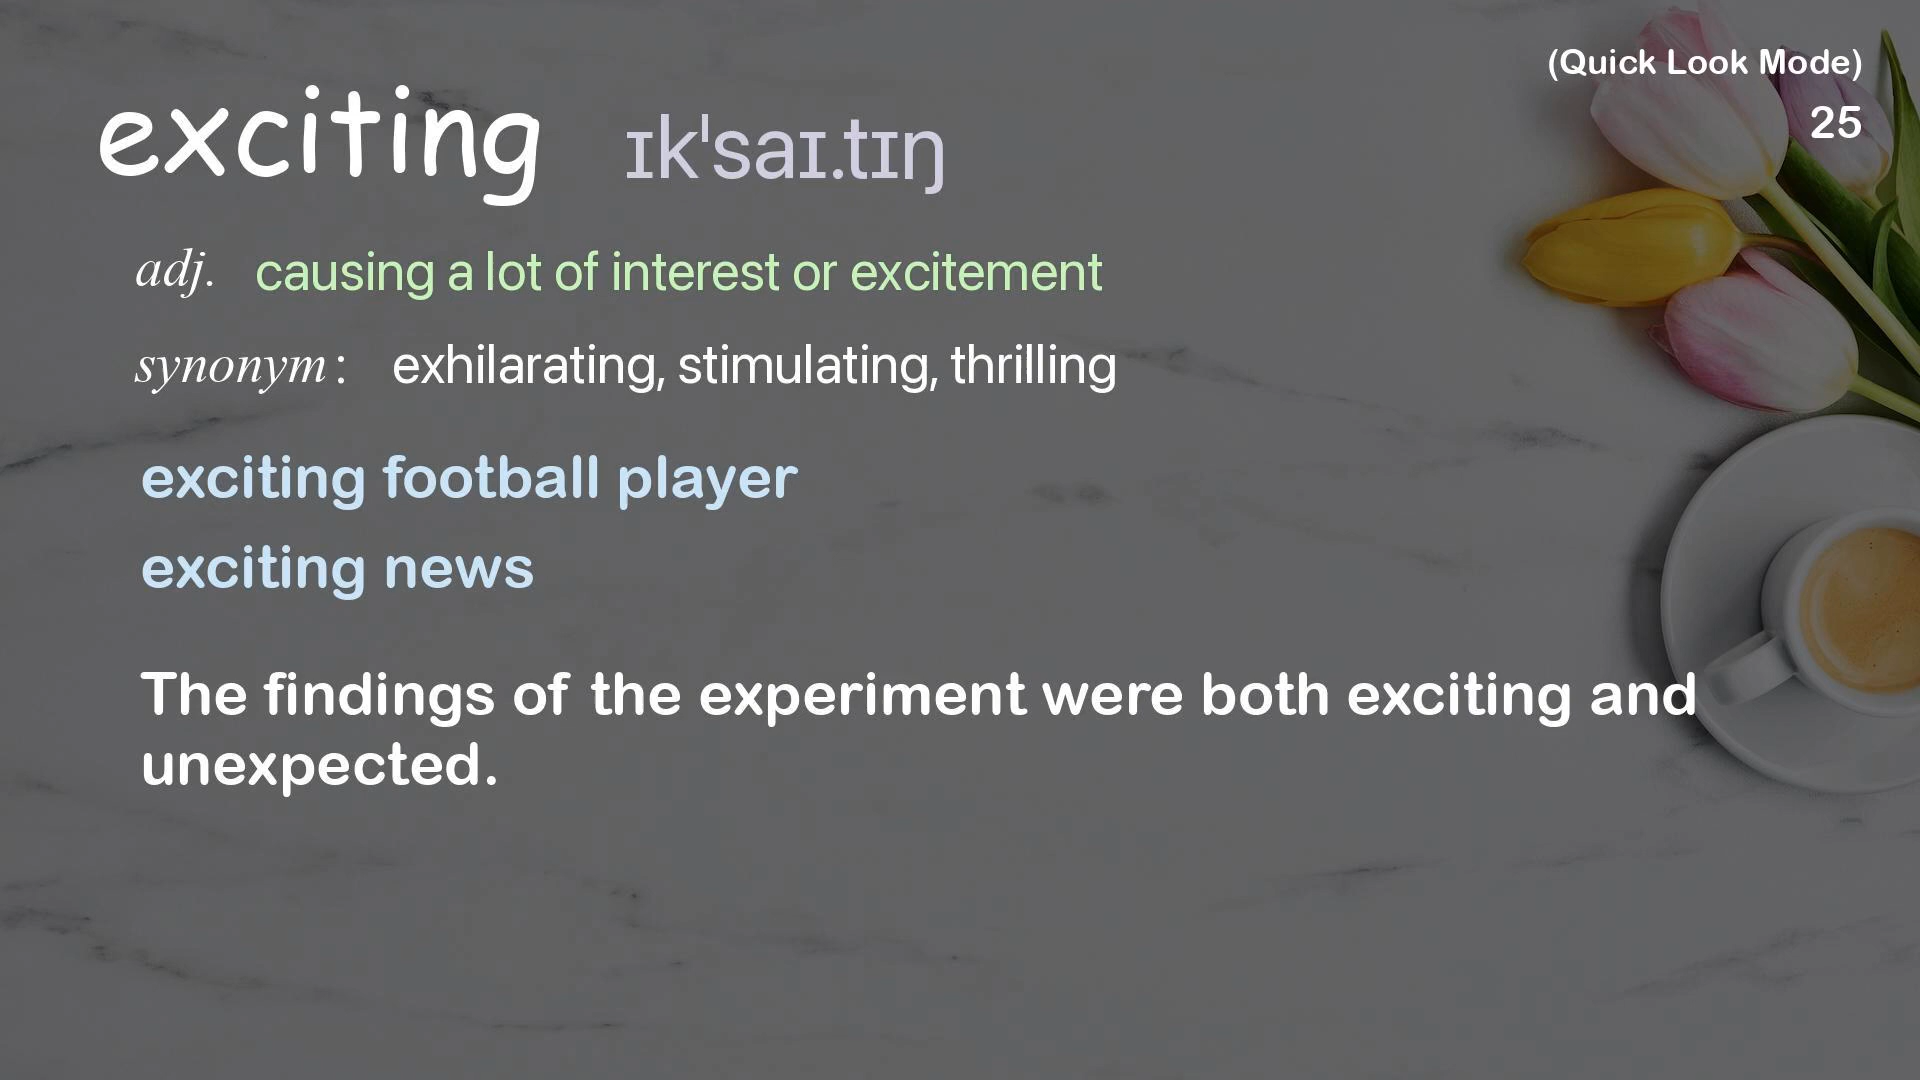 (Quick Look Mode)
25
exciting ɪkˈsaɪ.tɪŋ
adj. causing a lot of interest or excitement
synonym: exhilarating, stimulating, thrilling
exciting football player
exciting news
The findings of the experiment were both exciting and
unexpected.